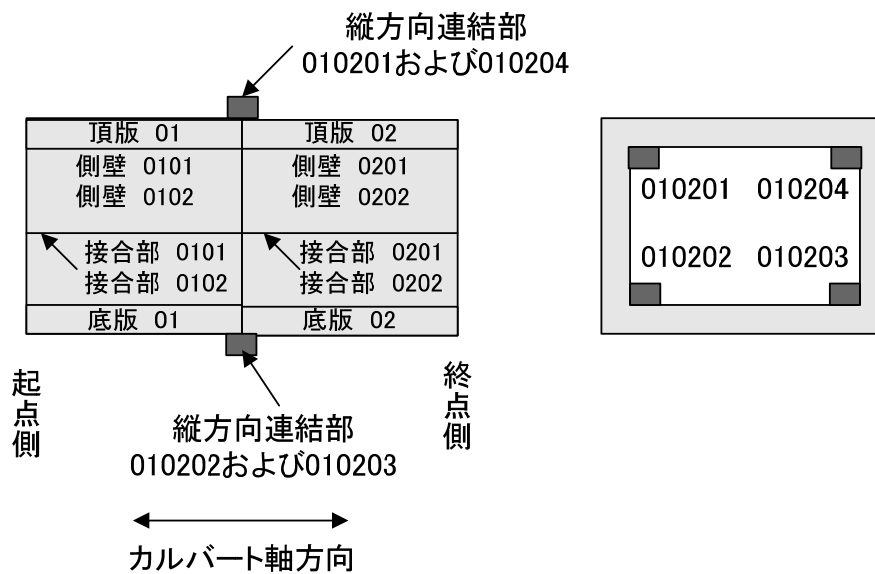 縦方向連結部
010201および010204
頂版 01
頂版 02
側壁 0101
側壁 0102
側壁 0201
側壁 0202
接合部 0101
接合部 0102
接合部 0201
接合部 0202
底版 01
底版 02
010201 010204
010202 010203
起点側
終点側
縦方向連結部
010202および010203
カルバート軸方向